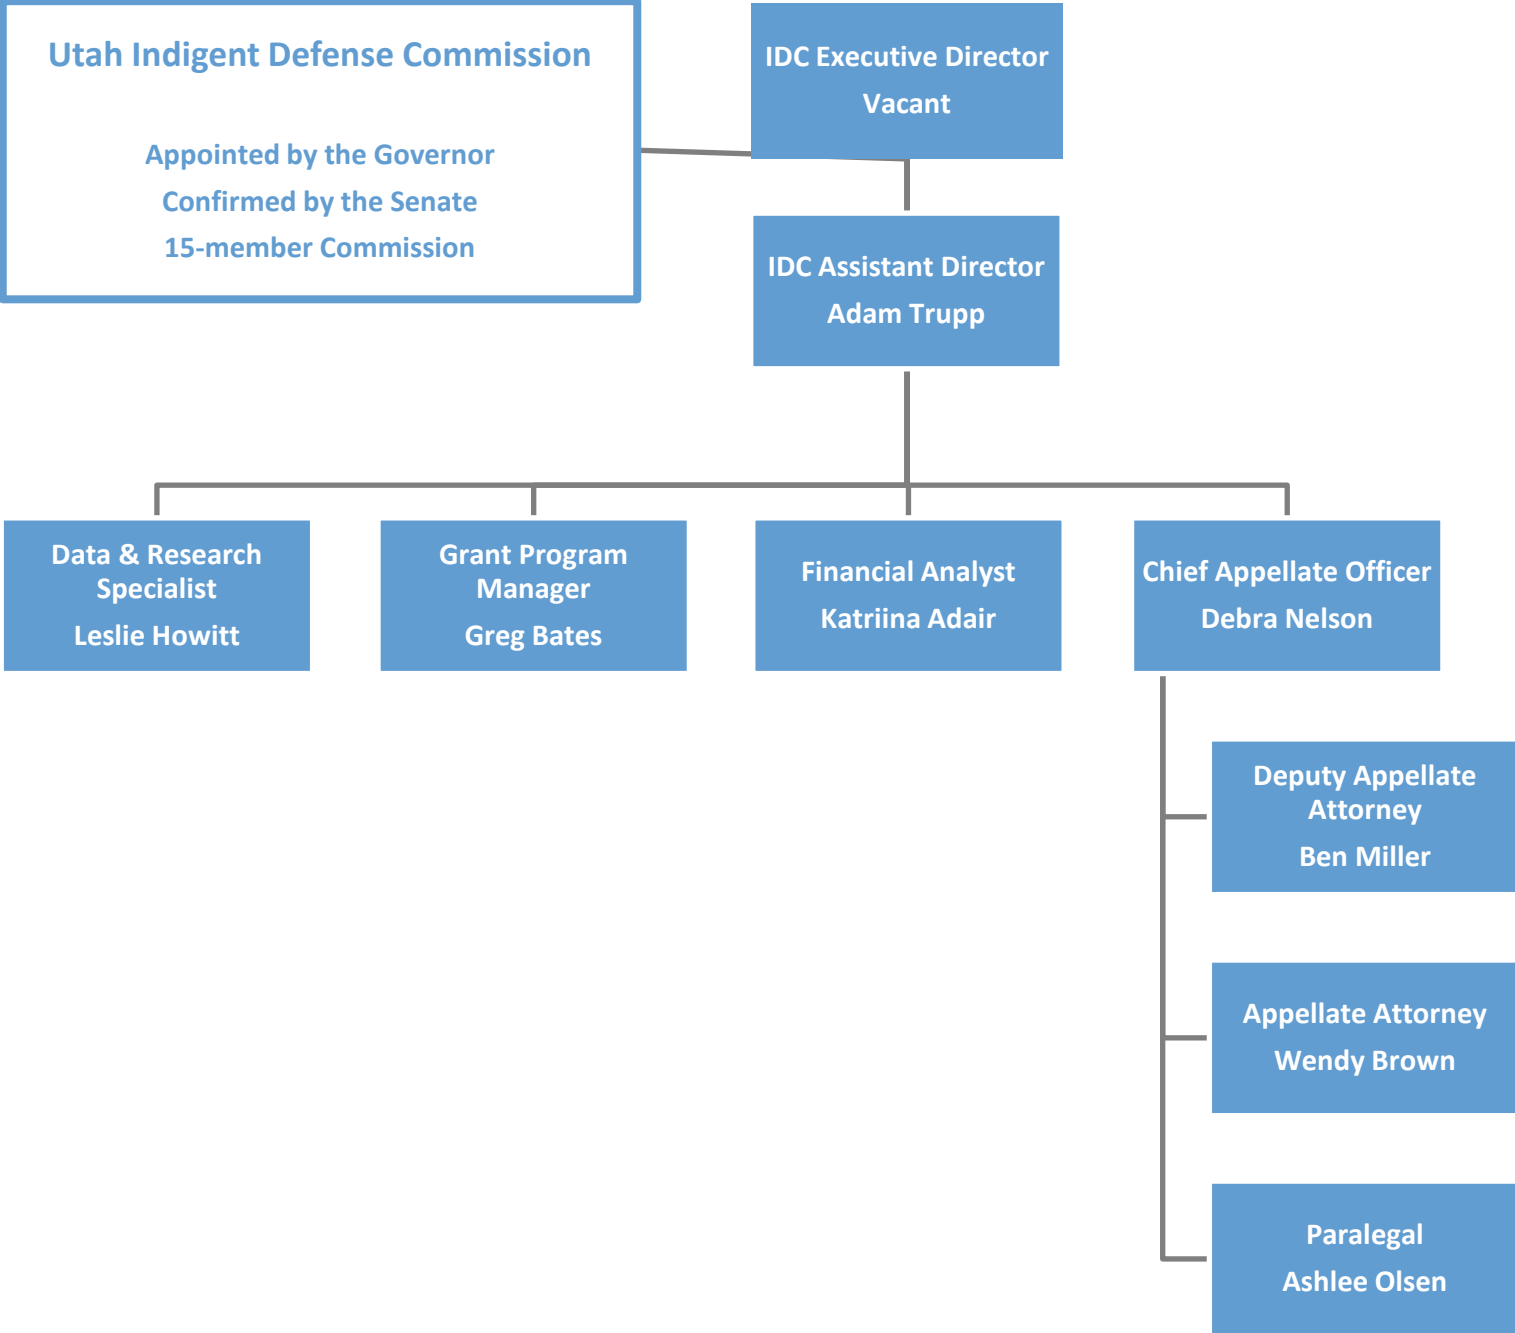 Utah Indigent Defense Commission
Appointed by the Governor
Confirmed by the Senate
15-member Commission
IDC Executive Director
Vacant
IDC Assistant Director
Adam Trupp
Data & Research
Specialist
Leslie Howitt
Grant Program
Manager
Greg Bates
Financial Analyst
Katriina Adair
Chief Appellate Officer
Debra Nelson
Deputy Appellate
Attorney
Ben Miller
Appellate Attorney
Wendy Brown
Paralegal
Ashlee Olsen